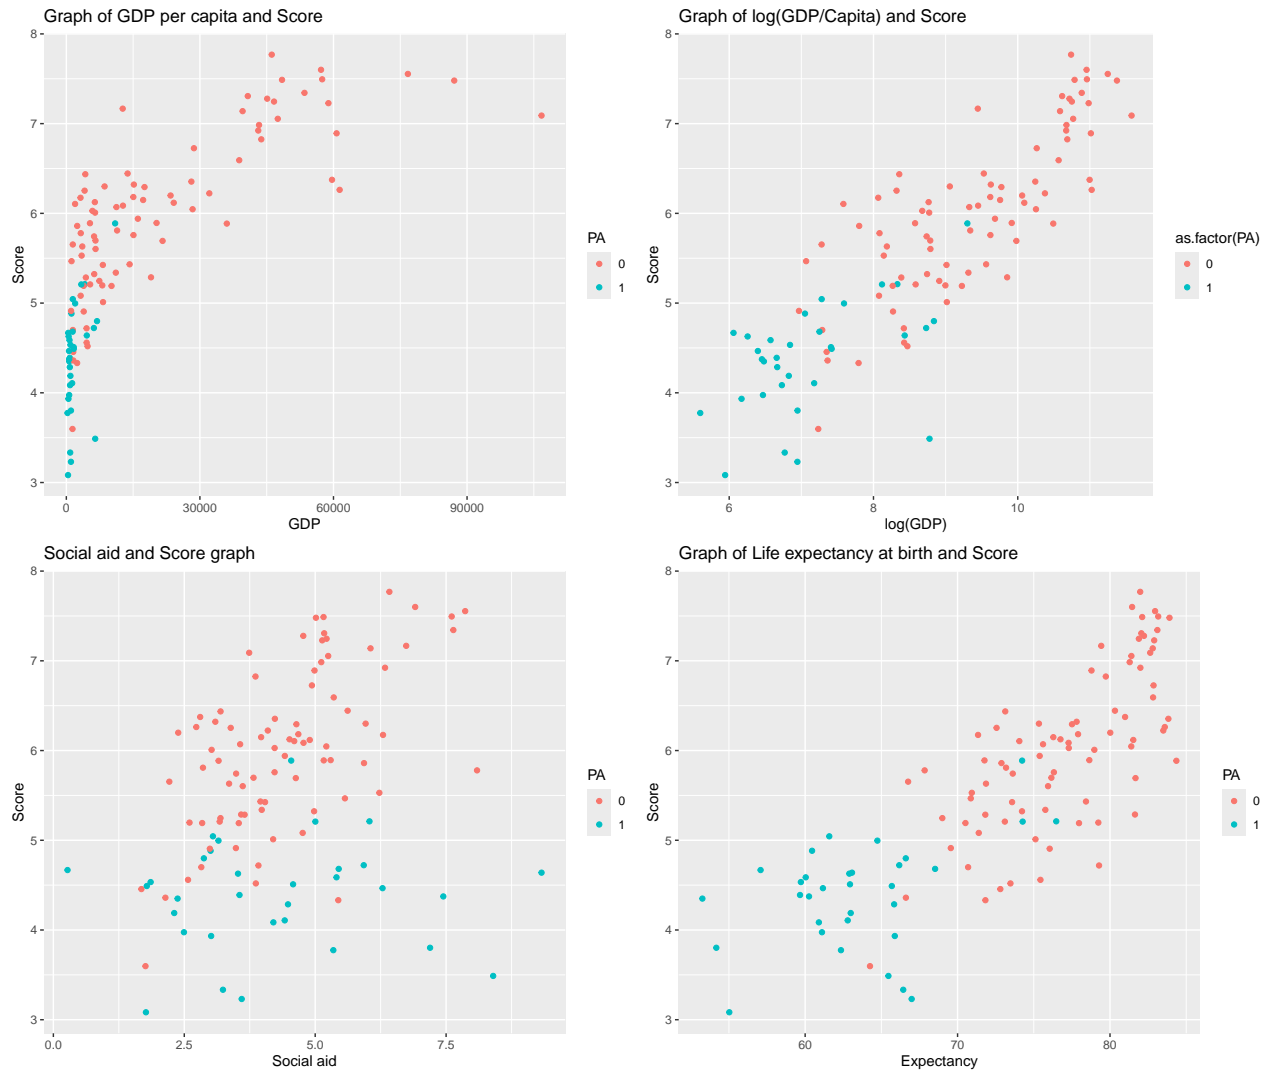 Graph of GDP per capita and Score
8
7
6
5
4
3
Score
0
30000
60000
90000
GDP
PA
0
1
Graph of log(GDP/Capita) and Score
8
7
6
5
4
3
Score
6
8
10
log(GDP)
as.factor(PA)
0
1
Social aid and Score graph
8
7
6
5
4
3
Score
0.0
2.5
5.0
7.5
Social aid
PA
0
1
Graph of Life expectancy at birth and Score
8
7
6
5
4
3
Score
60
70
80
Expectancy
PA
0
1